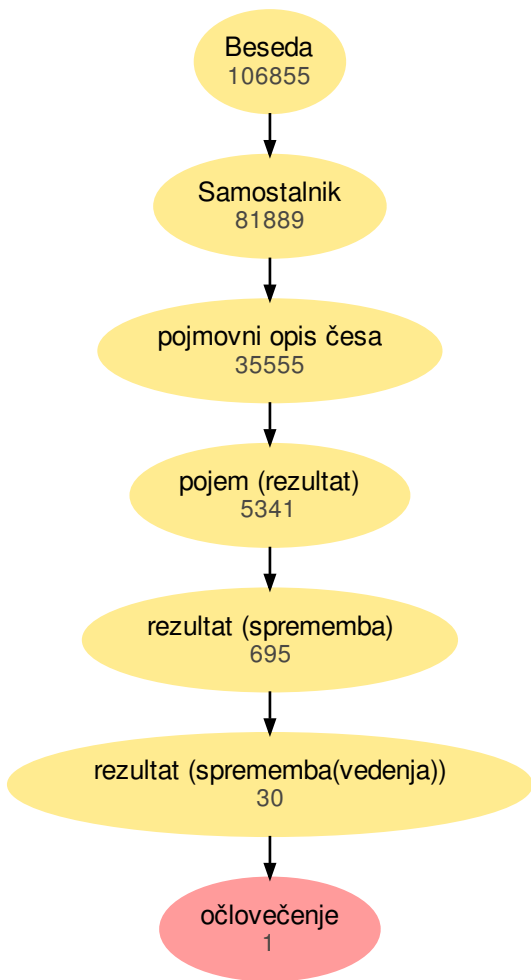 Beseda
106855
Samostalnik
81889
pojmovni opis česa
35555
pojem (rezultat)
5341
rezultat (sprememba)
695
rezultat (sprememba(vedenja))
30
očlovečenje
1